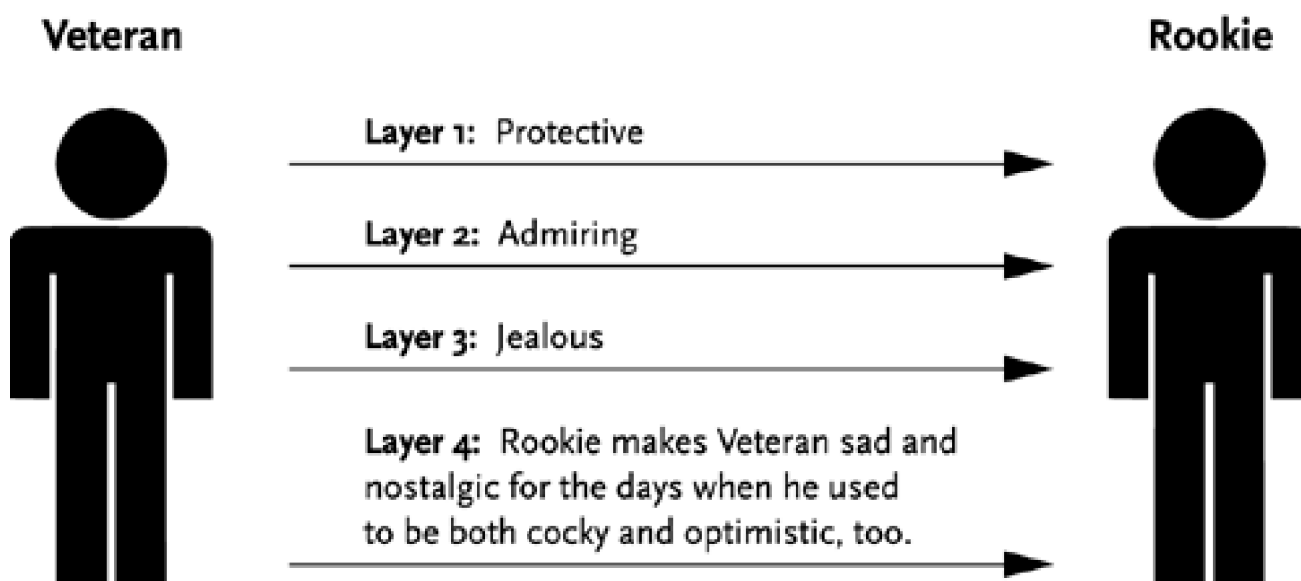 Veteran
Rookie
Layer 1: Protective
Layer 2: Admiring
Layer 3: Jealous
Layer 4: Rookie makes Veteran sad and
nostalgic for the days when he used
to be both cocky and optimistic, too.